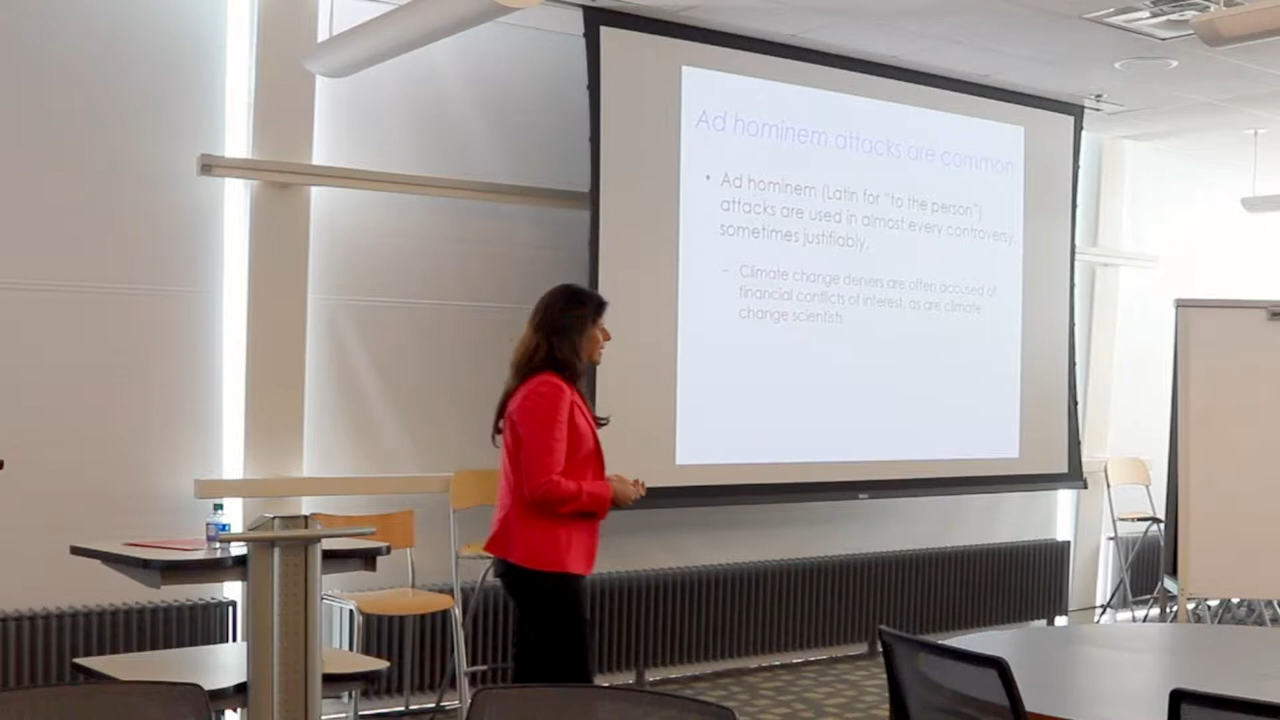 Ad hominem attacks are common
• Ad hominem (Latin for "to the person")
attacks are used in almost every controversy,
sometimes justifiably.
– Climate change deniers are often accused of
financial conflicts of interest, as are climate
change scientists.